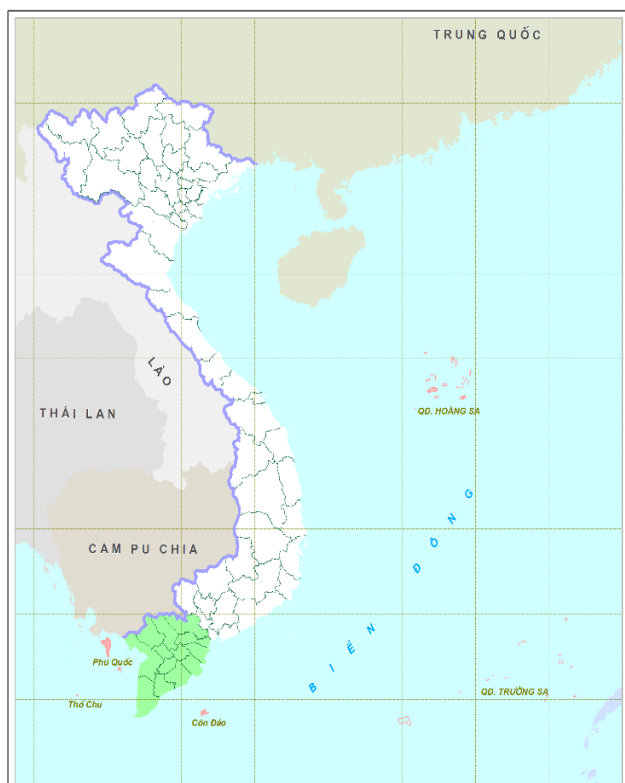 TRUNG QUỐC
LÀO
THÁI LAN
QĐ. HOÀNG SA
CAM PU CHIA
BIỂN ĐÔNG
Phú Quốc
QĐ. TRƯỜNG SA
Thổ Chu
Côn Đảo